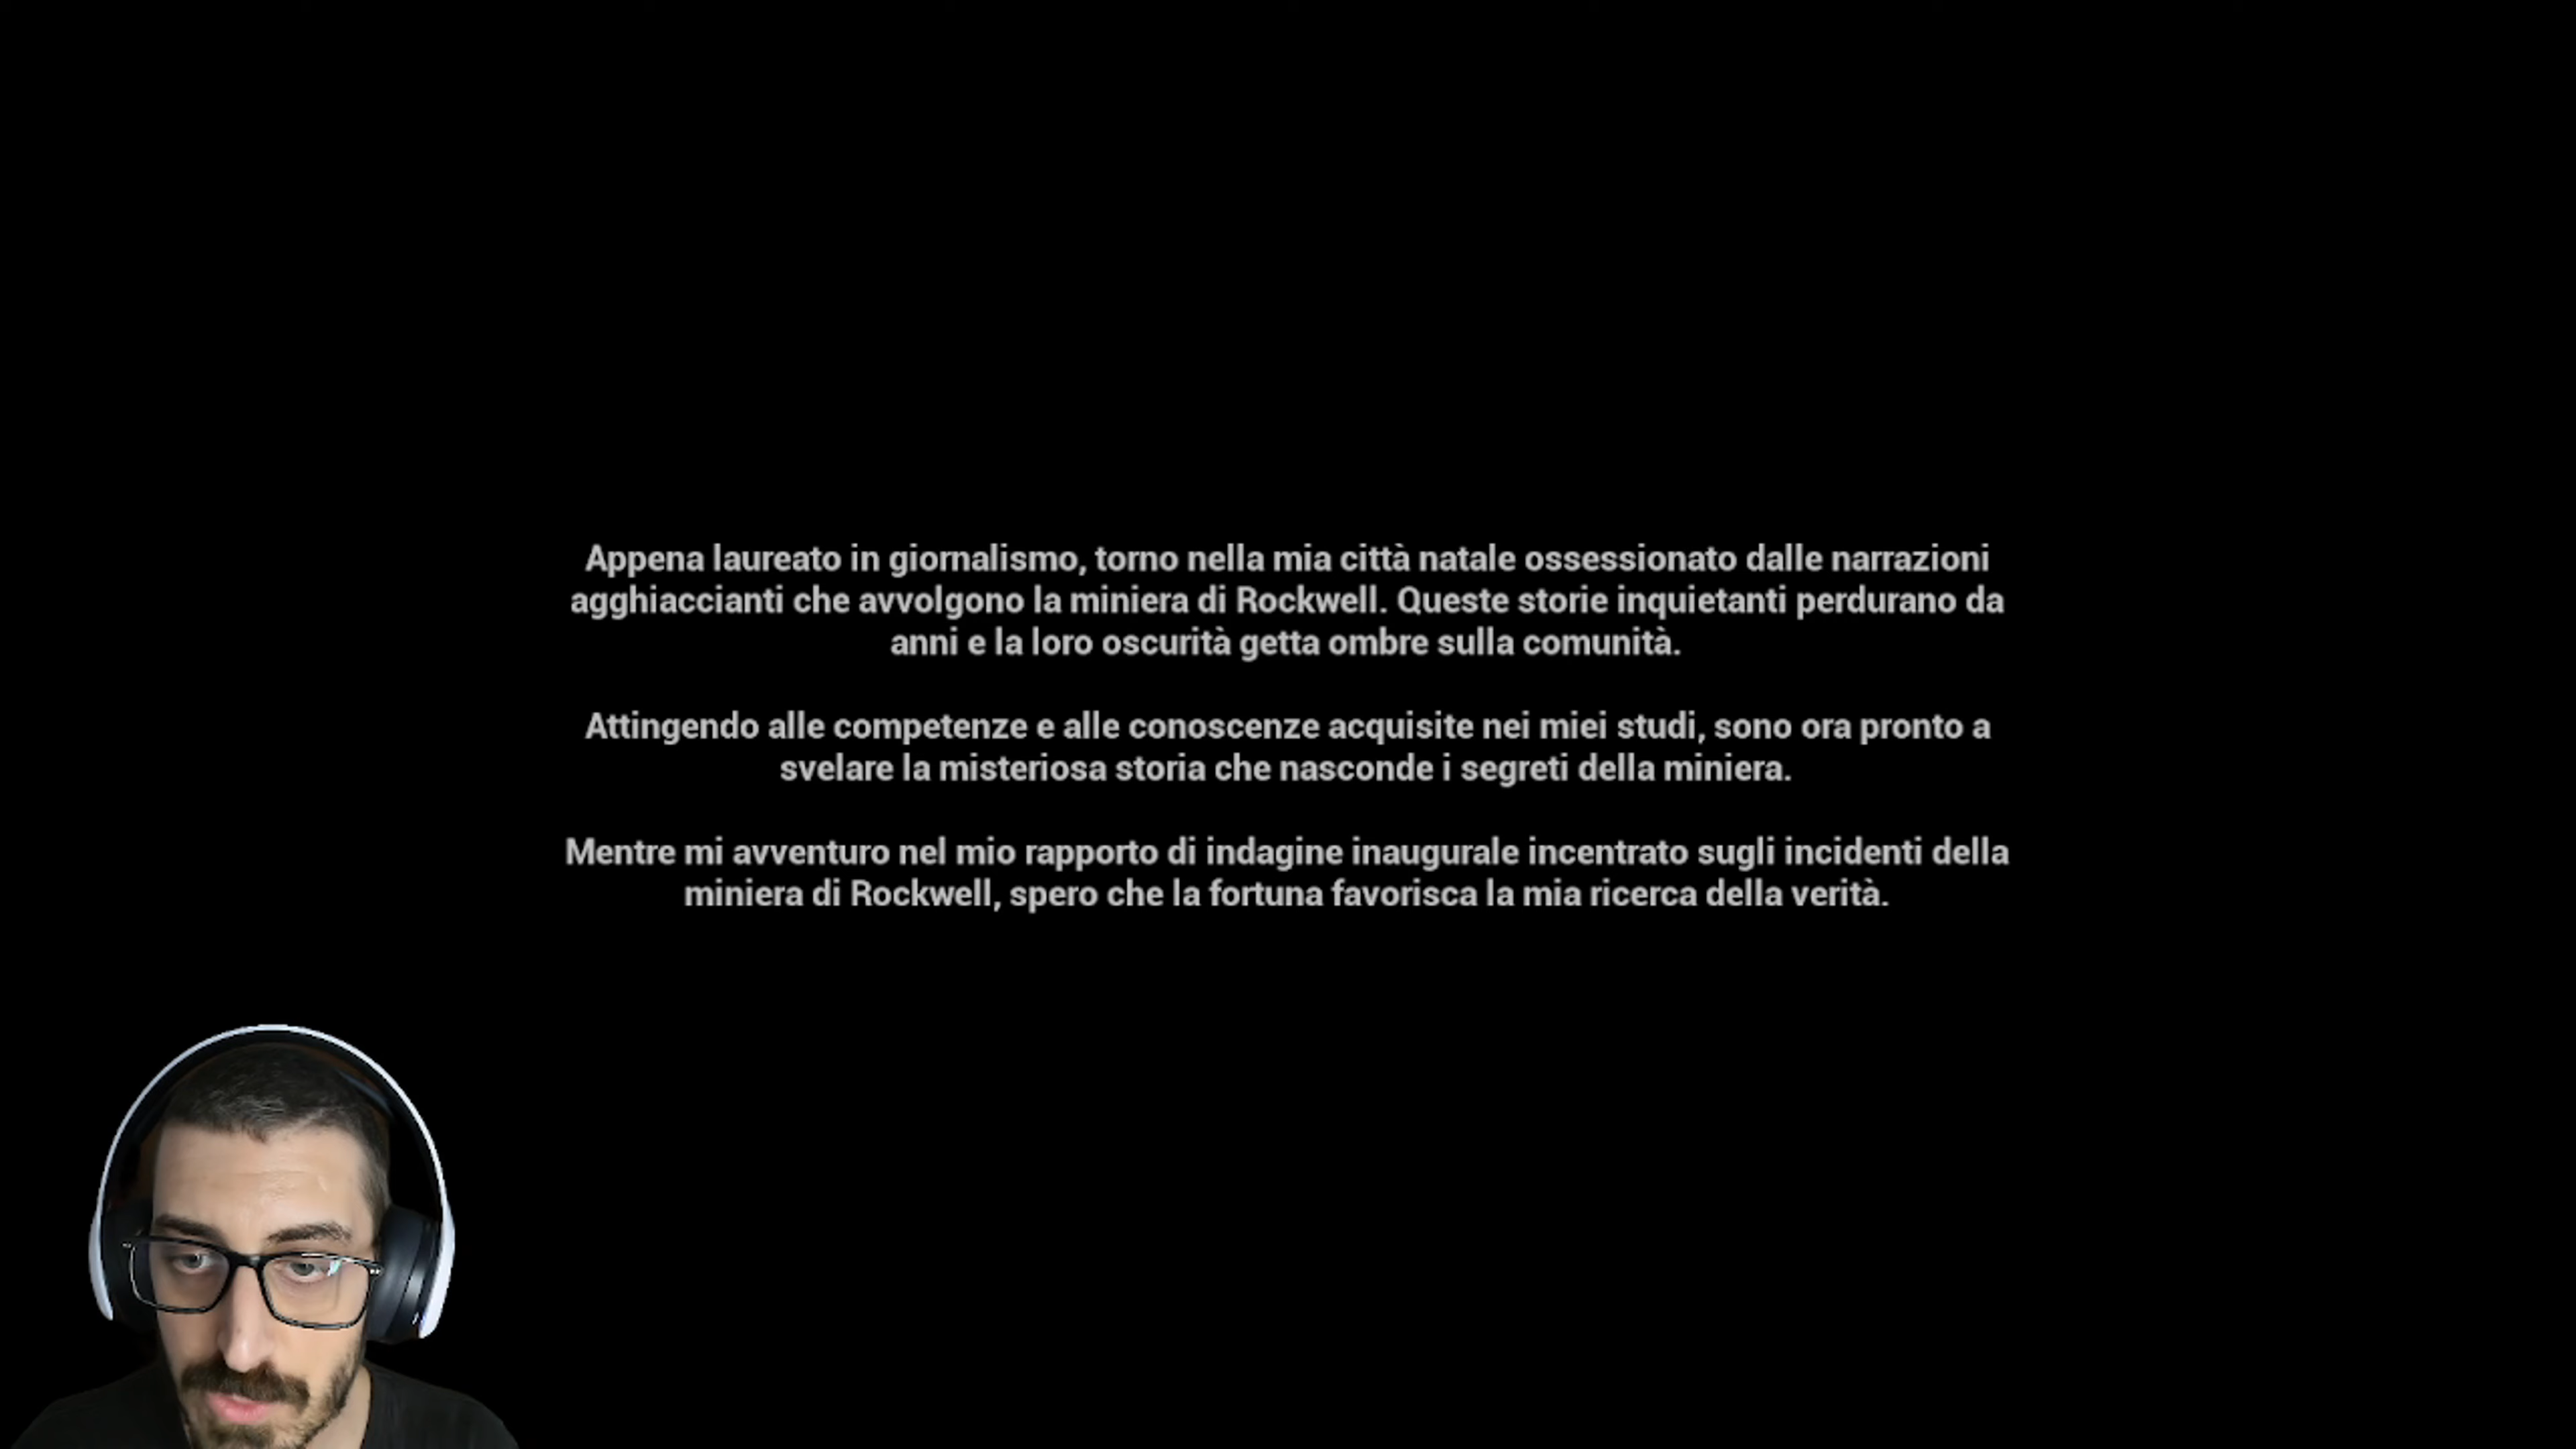 Appena laureato in giornalismo, torno nella mia città natale ossessionato dalle narrazioni
agghiaccianti che avvolgono la miniera di Rockwell. Queste storie inquietanti perdurano da
anni e la loro oscurità getta ombre sulla comunità.
Attingendo alle competenze e alle conoscenze acquisite nei miei studi, sono ora pronto a
svelare la misteriosa storia che nasconde i segreti della miniera.
Mentre mi avventuro nel mio rapporto di indagine inaugurale incentrato sugli incidenti della
miniera di Rockwell, spero che la fortuna favorisca la mia ricerca della verità.